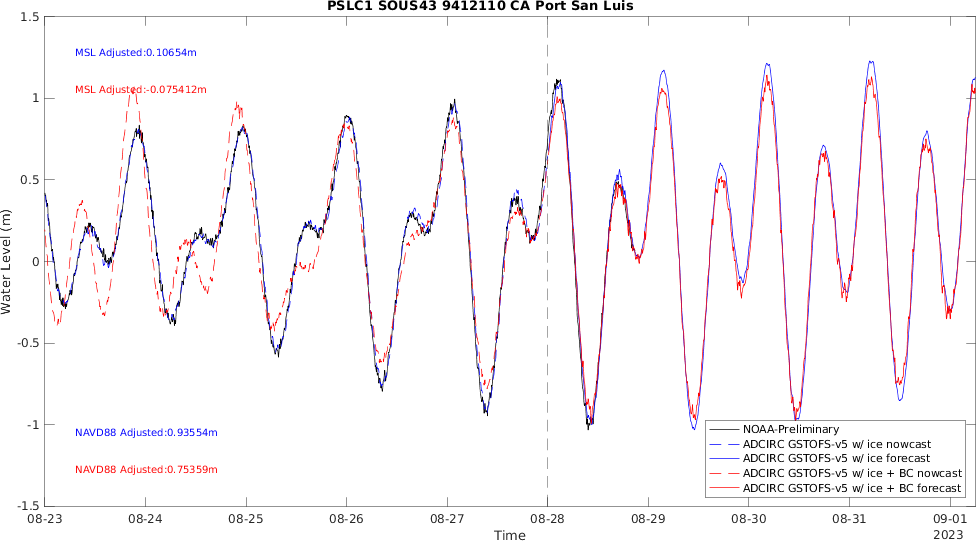 PSLC1 SOUS43 9412110 CA Port San Luis
1.5
1
0.5
0
-0.5
-1
-1.5
Water Level (m)
MSL Adjusted:0.10654m
MSL Adjusted:-0.075412m
NAVD88 Adjusted:0.93554m
NAVD88 Adjusted:0.75359m
NOAA-Preliminary
ADCIRC GSTOFS-v5 w/ ice nowcast
ADCIRC GSTOFS-v5 w/ ice forecast
ADCIRC GSTOFS-v5 w/ ice + BC nowcast
ADCIRC GSTOFS-v5 w/ ice + BC forecast
08-23 08-24 08-25 08-26 08-27 08-28 08-29 08-30 08-31 09-01
2023
Time